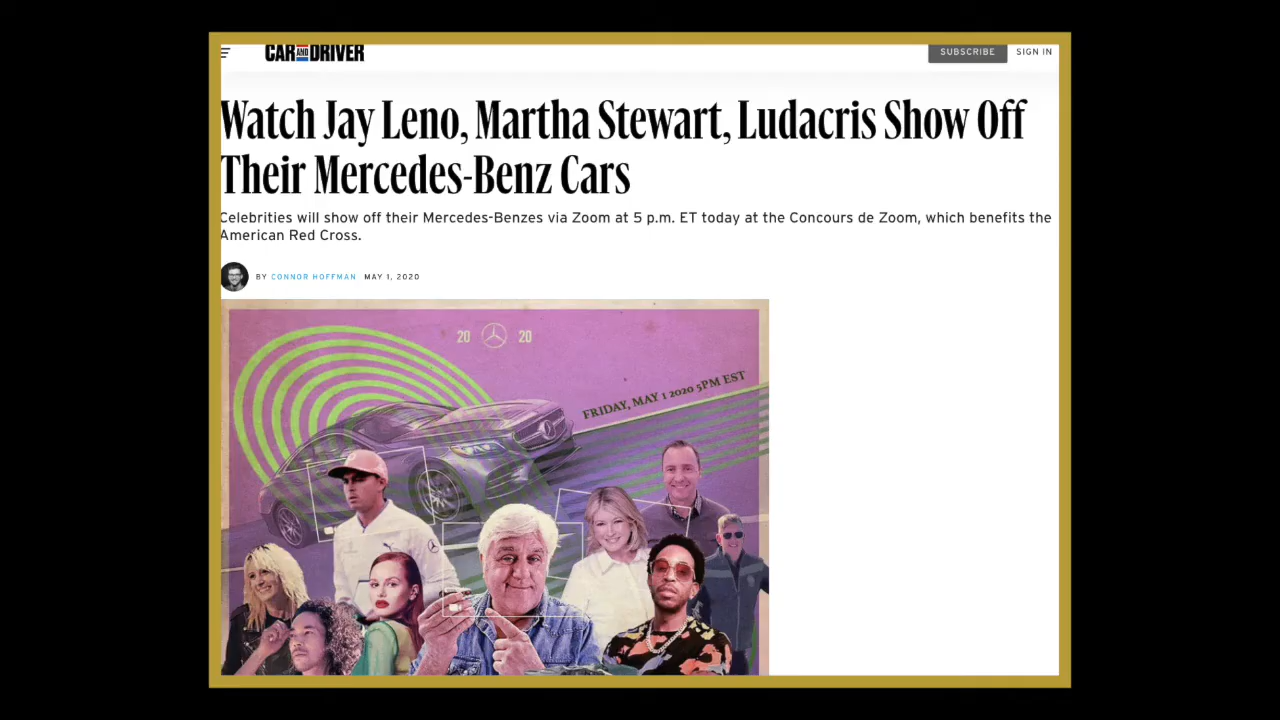 CAR AND DRIVER
SUBSCRIBE SIGN IN
Watch Jay Leno, Martha Stewart, Ludacris Show Off
Their Mercedes-Benz Cars
Celebrities will show off their Mercedes-Benzes via Zoom at 5 p.m. ET today at the Concours de Zoom, which benefits the
American Red Cross.
BY CONNOR HOFFMAN MAY 1, 2020
20 20
FRIDAY, MAY 1 2020 5PM EST